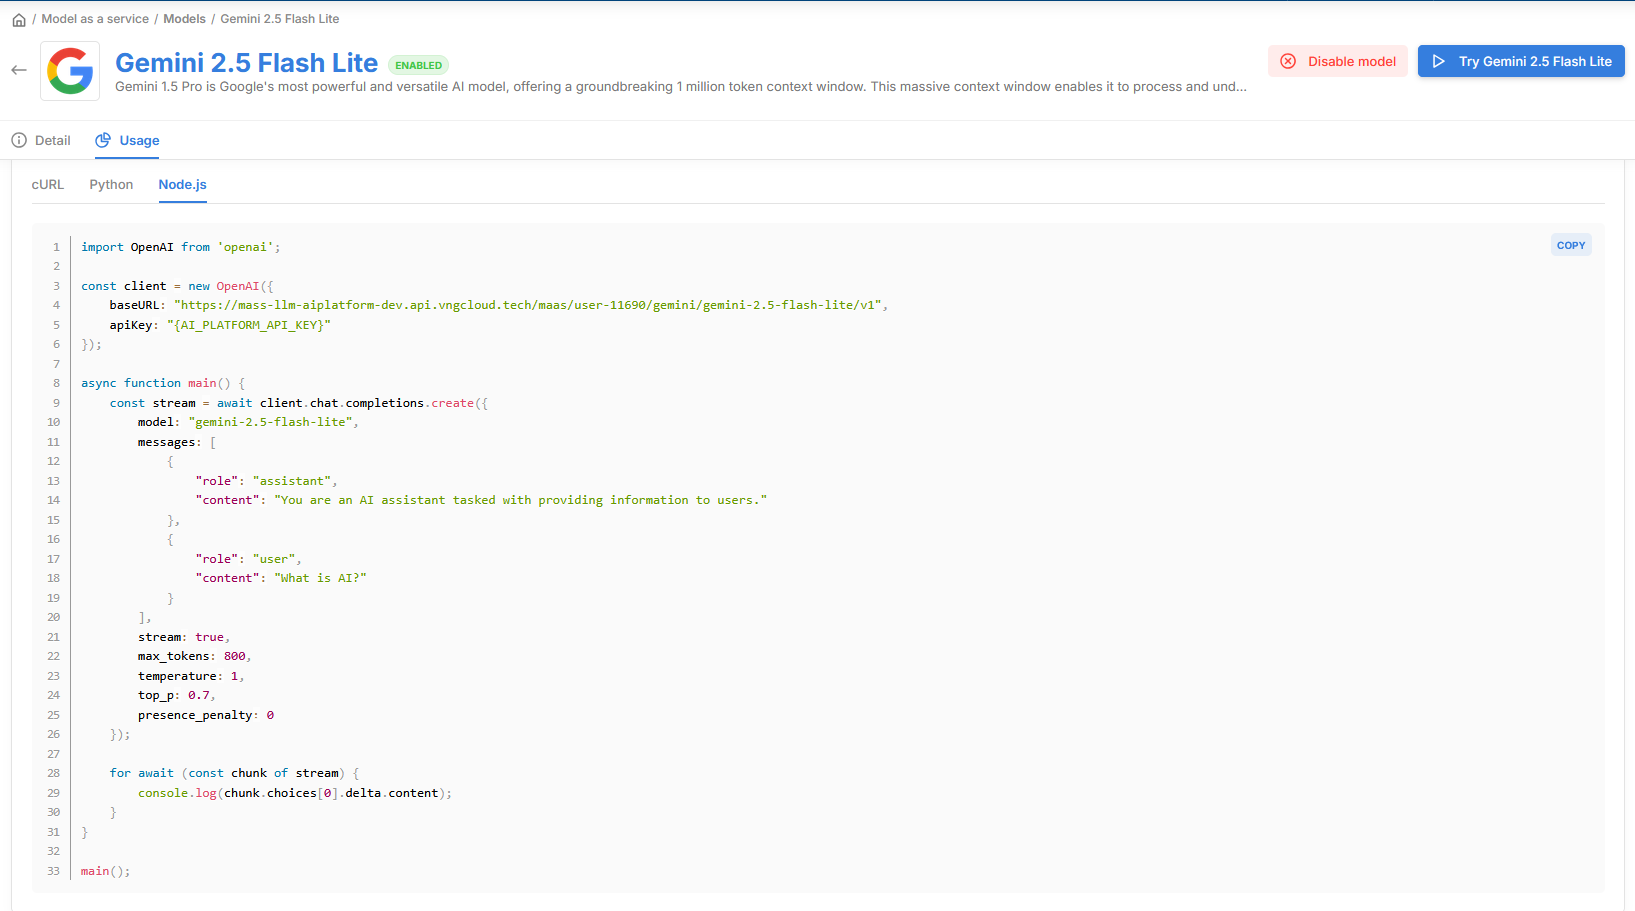 / Model as a service / Models / Gemini 2.5 Flash Lite
Gemini 2.5 Flash Lite ENABLED
Gemini 1.5 Pro is Google's most powerful and versatile AI model, offering a groundbreaking 1 million token context window. This massive context window enables it to process and und...
Disable model
Try Gemini 2.5 Flash Lite
Detail
Usage
cURL
Python
Node.js
COPY
1 import OpenAI from 'openai';
2
3 const client = new OpenAI({
4     baseURL: "https://mass-llm-aiplatform-dev.api.vngcloud.tech/maas/user-11690/gemini/gemini-2.5-flash-lite/v1",
5     apiKey: "{AI_PLATFORM_API_KEY}"
6 });
7
8 async function main() {
9     const stream = await client.chat.completions.create({
10         model: "gemini-2.5-flash-lite",
11         messages: [
12             {
13                 "role": "assistant",
14                 "content": "You are an AI assistant tasked with providing information to users."
15             },
16             {
17                 "role": "user",
18                 "content": "What is AI?"
19             }
20         ],
21         stream: true,
22         max_tokens: 800,
23         temperature: 1,
24         top_p: 0.7,
25         presence_penalty: 0
26     });
27
28     for await (const chunk of stream) {
29         console.log(chunk.choices[0].delta.content);
30     }
31 }
32
33 main();